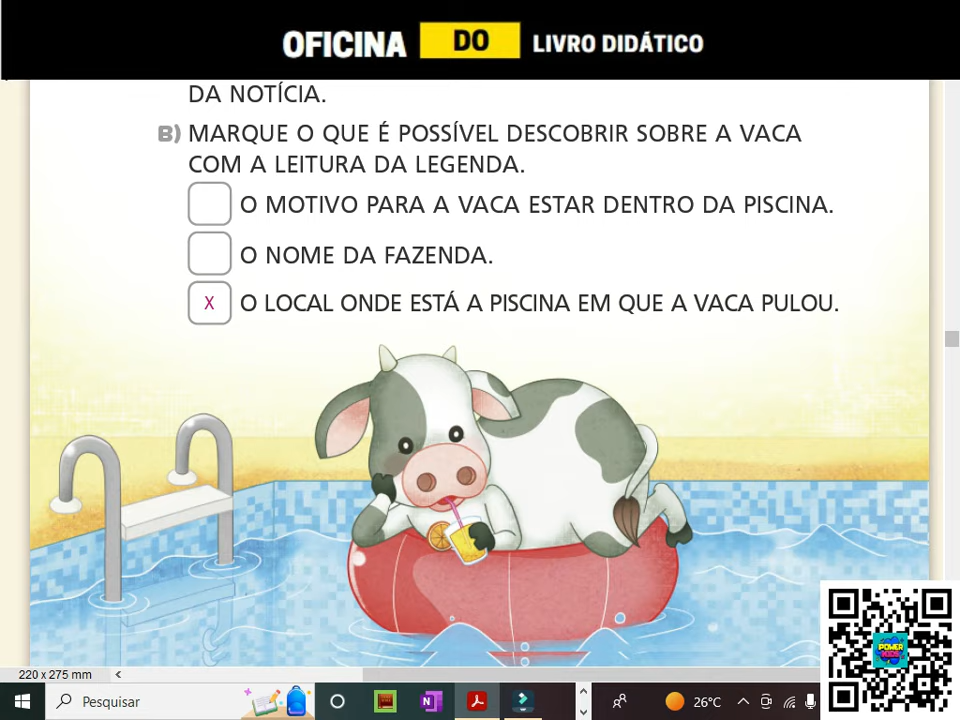 OFICINA DO LIVRO DIDÁTICO
DA NOTÍCIA.
B) MARQUE O QUE É POSSÍVEL DESCOBRIR SOBRE A VACA
COM A LEITURA DA LEGENDA.
O MOTIVO PARA A VACA ESTAR DENTRO DA PISCINA.
O NOME DA FAZENDA.
X O LOCAL ONDE ESTÁ A PISCINA EM QUE A VACA PULOU.
POWER
KIDS
220 x 275 mm
Pesquisar
26°C